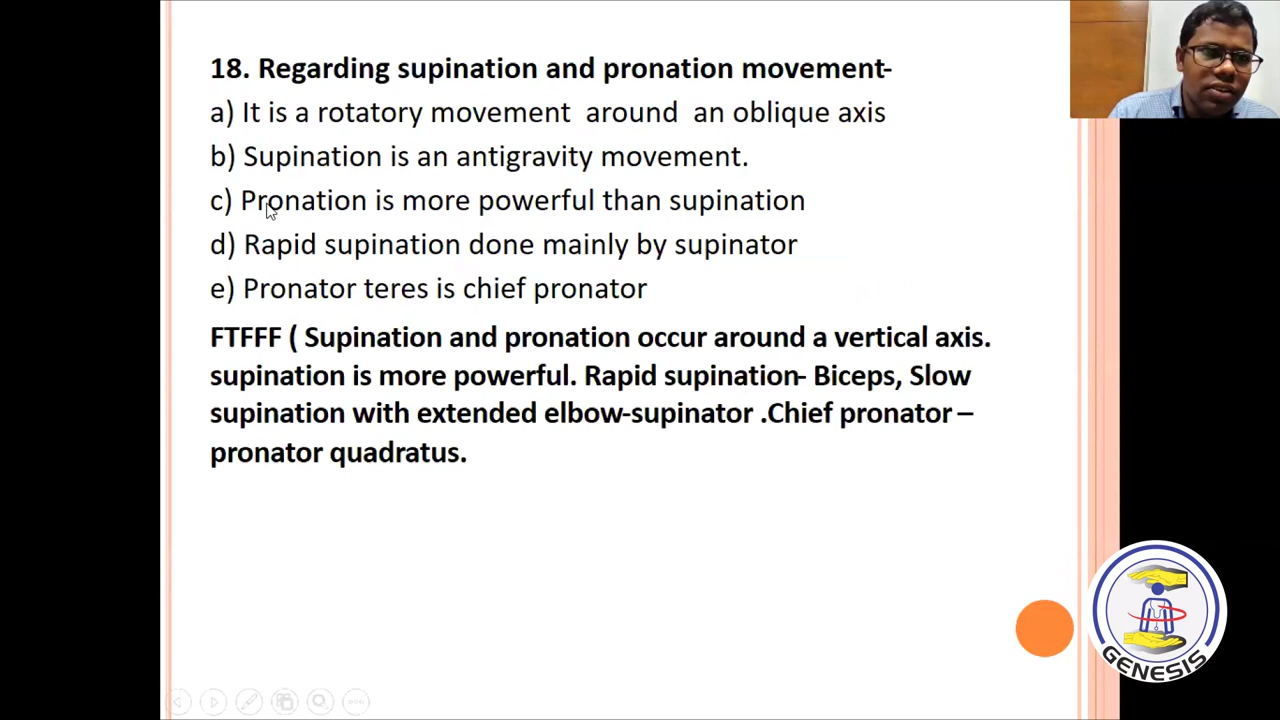 18. Regarding supination and pronation movement-
a) It is a rotatory movement around an oblique axis
b) Supination is an antigravity movement.
c) Pronation is more powerful than supination
d) Rapid supination done mainly by supinator
e) Pronator teres is chief pronator
FTFFF ( Supination and pronation occur around a vertical axis.
supination is more powerful. Rapid supination- Biceps, Slow
supination with extended elbow-supinator .Chief pronator –
pronator quadratus.
GENESIS